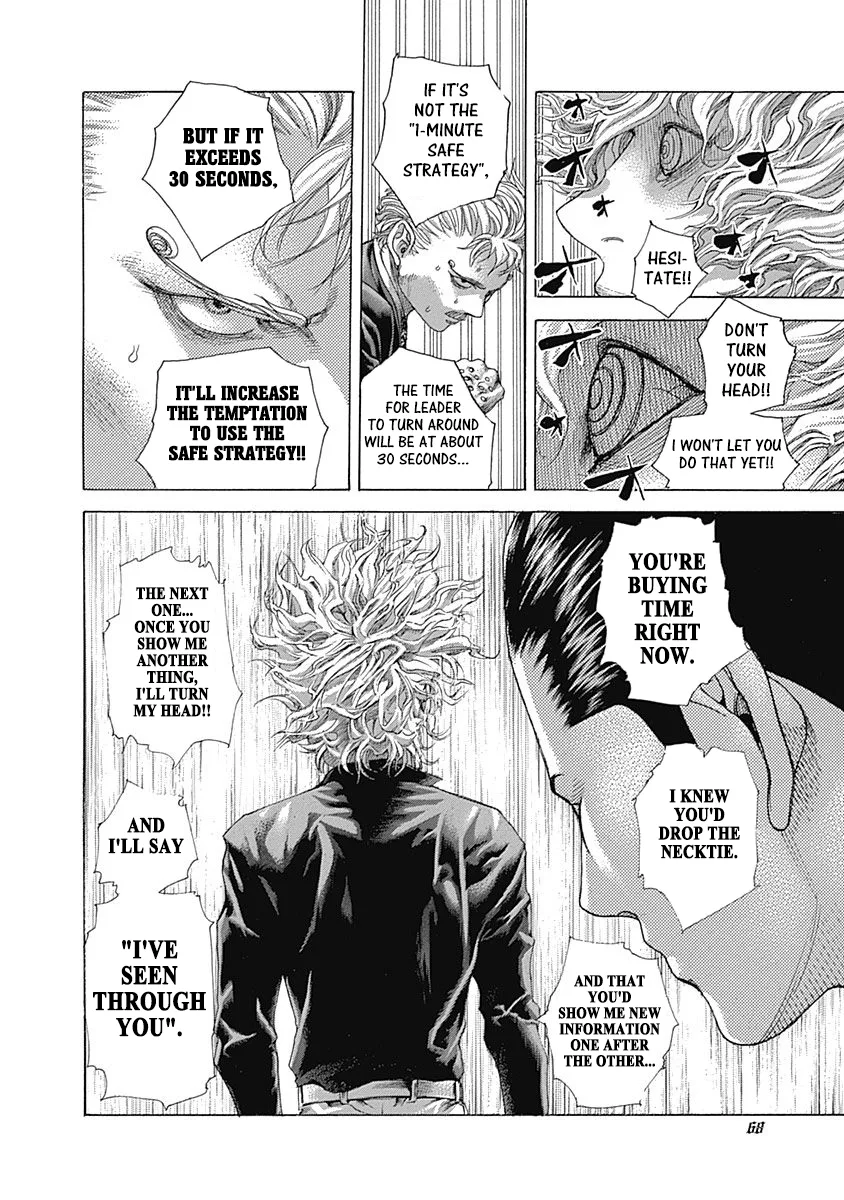 HESI-
TATE!!
DON'T
TURN
YOUR
HEAD!!
I WON'T LET YOU
DO THAT YET!!
IF IT'S
NOT THE
"1-MINUTE
SAFE
STRATEGY",
THE TIME
FOR LEADER
TO TURN AROUND
WILL BE AT ABOUT
30 SECONDS...
BUT IF IT
EXCEEDS
30 SECONDS,
IT'LL INCREASE
THE TEMPTATION
TO USE THE
SAFE STRATEGY!!
YOU'RE
BUYING
TIME
RIGHT
NOW.
I KNEW
YOU'D
DROP THE
NECKTIE.
AND THAT
YOU'D
SHOW ME NEW
INFORMATION
ONE AFTER
THE OTHER...
THE NEXT
ONE...
ONCE YOU
SHOW ME
ANOTHER
THING,
I'LL TURN
MY HEAD!!
AND
I'LL SAY
"I'VE
SEEN
THROUGH
YOU".
68